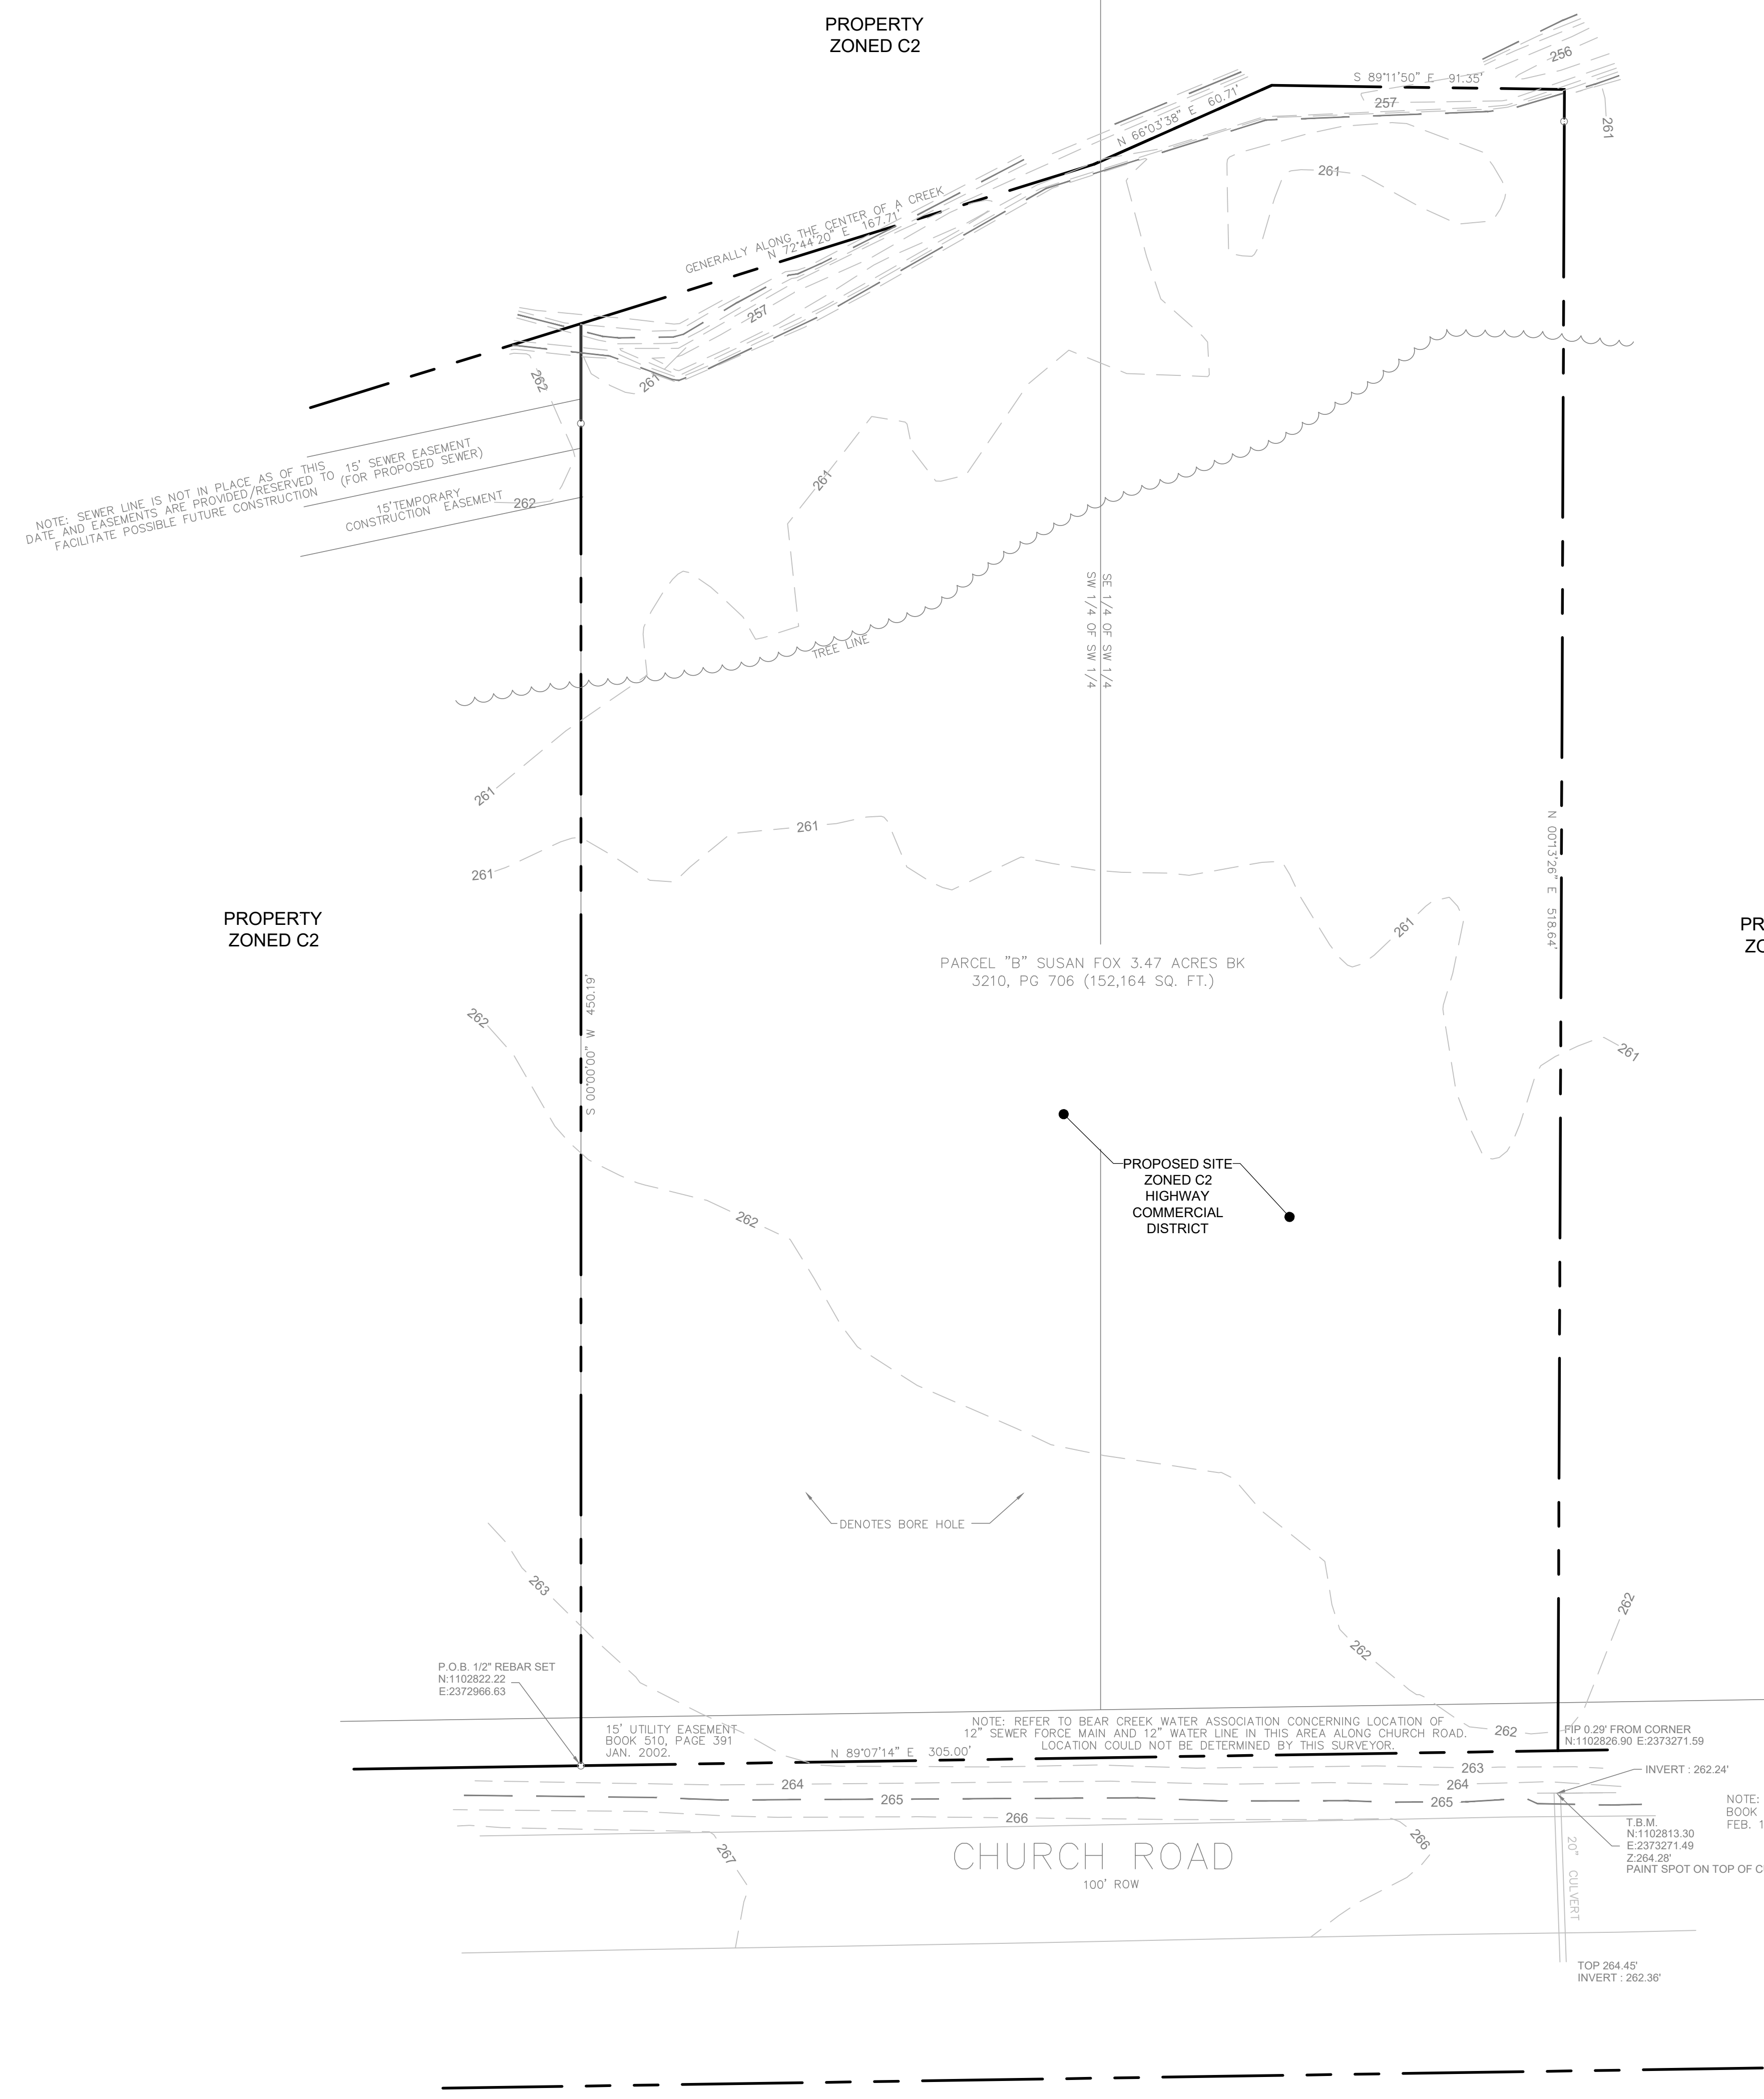 PROPERTY
ZONED C2
S 89°11'50" E 91.35'
256
257
261
N 66°03'38" E 60.71'
261
GENERALLY ALONG THE CENTER OF A CREEK
N 72°44'20" E 167.71'
257
262
261
NOTE: SEWER LINE IS NOT IN PLACE AS OF THIS
DATE AND EASEMENTS ARE PROVIDED/RESERVED TO
FACILITATE POSSIBLE FUTURE CONSTRUCTION
15' SEWER EASEMENT
(FOR PROPOSED SEWER)
15'TEMPORARY
CONSTRUCTION EASEMENT
262
261
SE 1/4 OF SW 1/4
SW 1/4 OF SW 1/4
TREE LINE
261
261
261
261
N 00°13'26" E 518.64'
PROPERTY
ZONED C2
PR
ZO
PARCEL "B" SUSAN FOX 3.47 ACRES BK
3210, PG 706 (152,164 SQ. FT.)
S 00°00'00" W 450.19'
262
261
262
PROPOSED SITE
ZONED C2
HIGHWAY
COMMERCIAL
DISTRICT
DENOTES BORE HOLE
263
262
262
P.O.B. 1/2" REBAR SET
N:1102822.22
E:2372966.63
15' UTILITY EASEMENT
BOOK 510, PAGE 391
JAN. 2002.
NOTE: REFER TO BEAR CREEK WATER ASSOCIATION CONCERNING LOCATION OF
12" SEWER FORCE MAIN AND 12" WATER LINE IN THIS AREA ALONG CHURCH ROAD.
LOCATION COULD NOT BE DETERMINED BY THIS SURVEYOR.
262
FIP 0.29' FROM CORNER
N:1102826.90 E:2373271.59
N 89°07'14" E 305.00'
263
INVERT : 262.24'
264
264
265
265
266
266
267
NOTE:
BOOK
FEB. 1
T.B.M.
N:1102813.30
E:2373271.49
Z:264.28'
PAINT SPOT ON TOP OF C
CHURCH ROAD
100' ROW
20" CULVERT
TOP 264.45'
INVERT : 262.36'